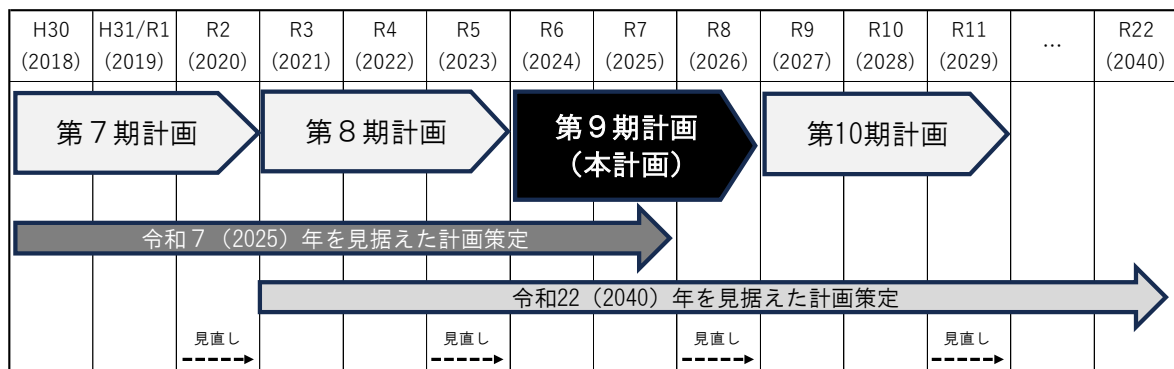 H30 H31/R1 R2 R3 R4 R5 R6 R7 R8 R9 R10 R11 … R22
(2018) (2019) (2020) (2021) (2022) (2023) (2024) (2025) (2026) (2027) (2028) (2029) (2040)
第７期計画
第８期計画
第９期計画
（本計画）
第10期計画
令和７（2025）年を見据えた計画策定
令和22（2040）年を見据えた計画策定
見直し 見直し 見直し 見直し